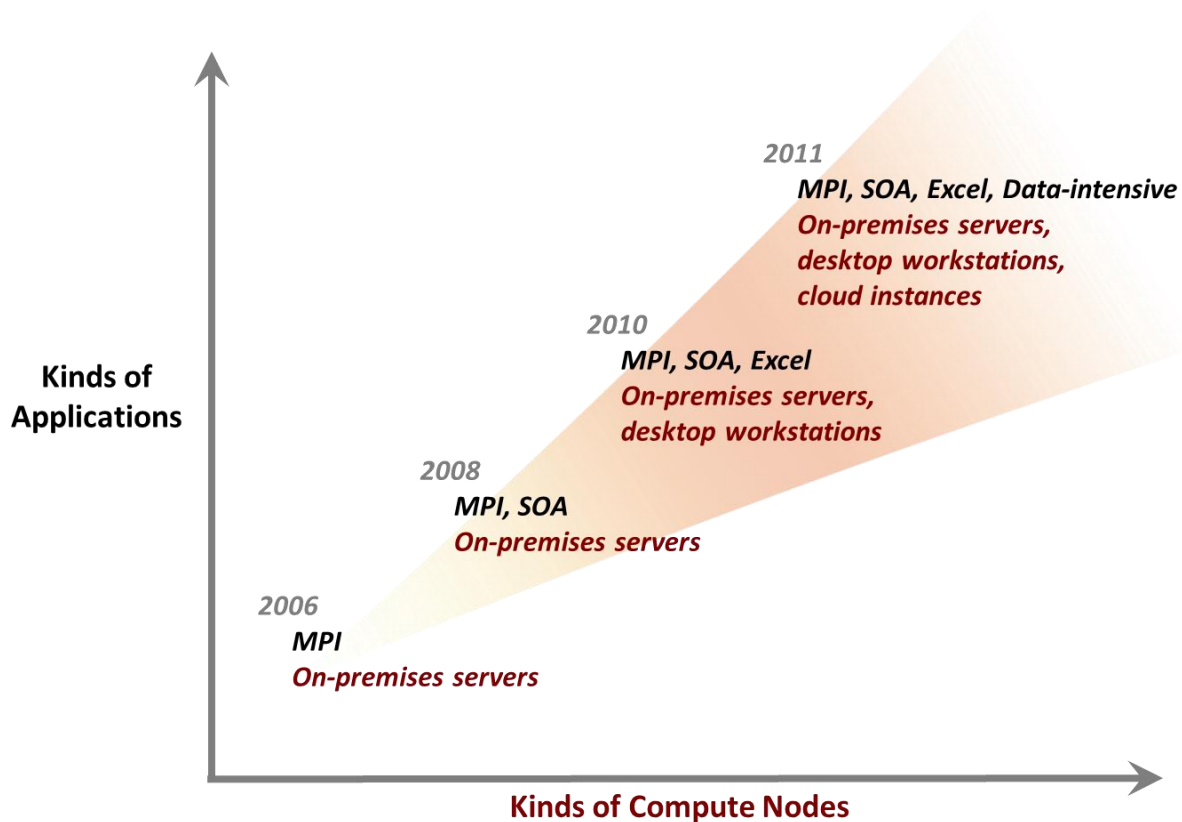 2011
MPI, SOA, Excel, Data-intensive
On-premises servers,
desktop workstations,
cloud instances
2010
MPI, SOA, Excel
On-premises servers,
desktop workstations
Kinds of
Applications
2008
MPI, SOA
On-premises servers
2006
MPI
On-premises servers
Kinds of Compute Nodes